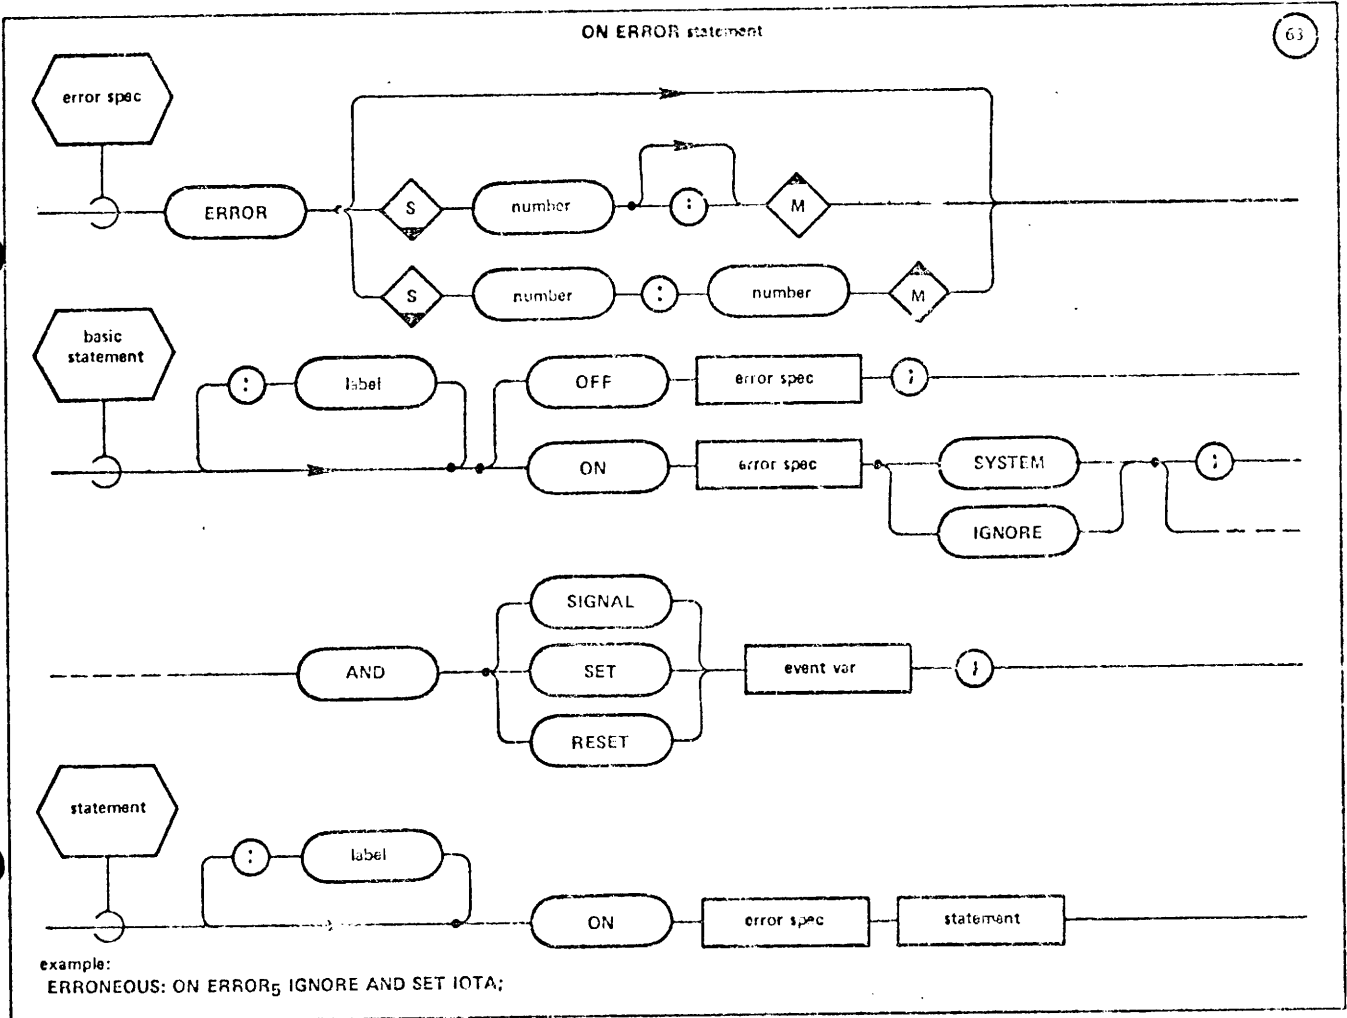 ON ERROR statement
63
error spec
ERROR
S
number
:
M
S
number
:
number
M
basic
statement
:
label
OFF
error spec
;
ON
error spec
SYSTEM
;
IGNORE
AND
SIGNAL
SET
RESET
event var
;
statement
:
label
ON
error spec
statement
example:
ERRONEOUS: ON ERROR5 IGNORE AND SET IOTA;